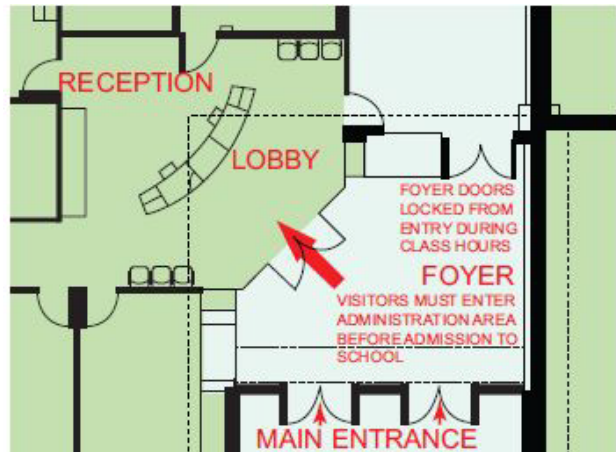 RECEPTION
LOBBY
FOYER DOORS
LOCKED FROM
ENTRY DURING
CLASS HOURS
FOYER
VISITORS MUST ENTER
ADMINISTRATION AREA
BEFORE ADMISSION TO
SCHOOL
MAIN ENTRANCE